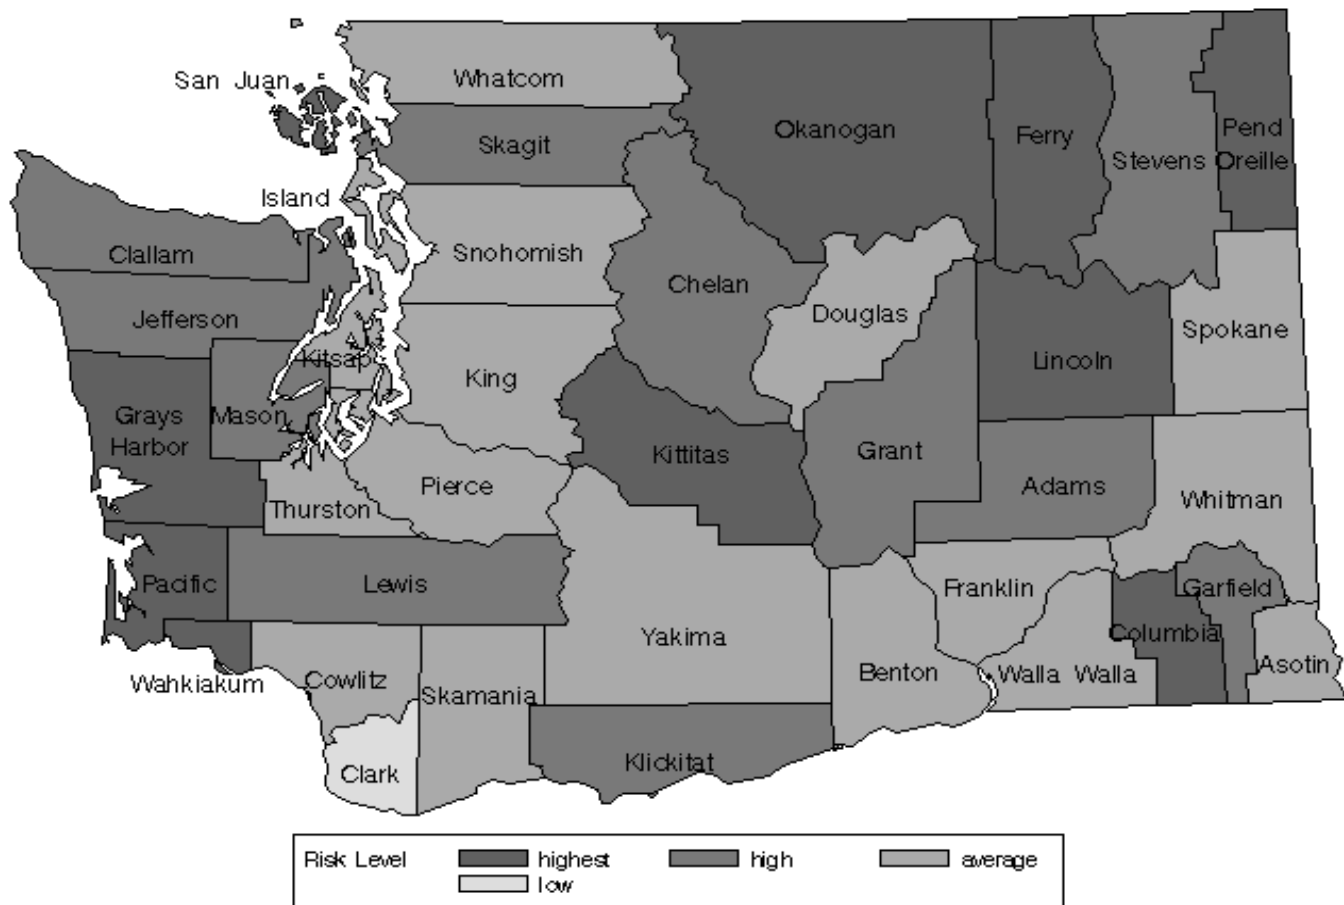 San Juan
Whatcom
Okanogan
Ferry
Stevens
Pend
Oreille
Skagit
Island
Clallam
Snohomish
Chelan
Douglas
Jefferson
Spokane
Kitsap
King
Lincoln
Grays
Harbor
Mason
Kittitas
Grant
Adams
Whitman
Thurston
Pierce
Pacific
Lewis
Franklin
Garfield
Yakima
Columbia
Wahkiakum
Cowlitz
Skamania
Benton
Walla Walla
Asotin
Clark
Klickitat
Risk Level highest high average
low